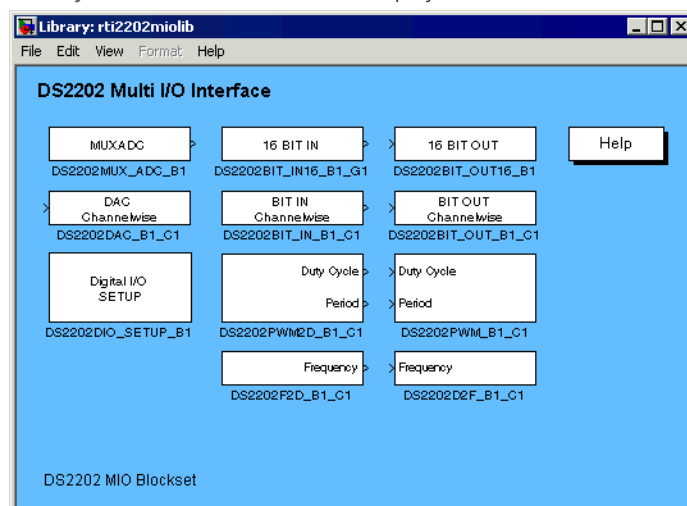 Library: rti2202miolib
File Edit View Format Help
DS2202 Multi I/O Interface
MUXADC
DS2202MUX_ADC_B1
16 BIT IN
DS2202BIT_IN16_B1_G1
16 BIT OUT
DS2202BIT_OUT16_B1
Help
DAC
Channelwise
DS2202DAC_B1_C1
BIT IN
Channelwise
DS2202BIT_IN_B1_C1
BIT OUT
Channelwise
DS2202BIT_OUT_B1_C1
Digital I/O
SETUP
DS2202DIO_SETUP_B1
Duty Cycle
Period
DS2202PWM2D_B1_C1
Duty Cycle
Period
DS2202PWM_B1_C1
Frequency
DS2202F2D_B1_C1
Frequency
DS2202D2F_B1_C1
DS2202 MIO Blockset